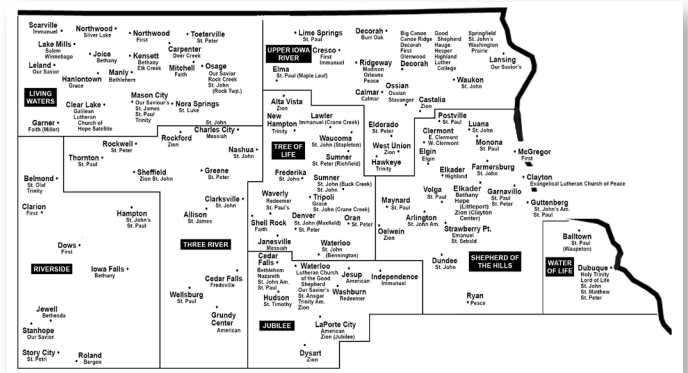 Scarville
Immanuel
Northwood
Silver Lake
Northwood
First
Toeterville
St. Peter
Lake Mills
Salem
Winnebago
Joice
Bethany
Kensett
Bethany
Elk Creek
Carpenter
Deer Creek
Leland
Our Savior
Manly
Bethlehem
Mitchell
Faith
Osage
Our Savior
Rock Creek
St. John
(Rock Twp.)
Hanlontown
Grace
LIVING
WATERS
Mason City
Our Saviour's
St. James
St. Paul
Trinity
Nora Springs
St. Luke
Clear Lake
Galilean
Lutheran
Church of
Hope Satellite
Garner
Faith (Miller)
St. John
Charles City
Messiah
Rockford
Zion
Rockwell
St. Peter
Thornton
St. Paul
Nashua
St. John
Belmond
St. Olaf
Trinity
Sheffield
Zion St. John
Greene
St. Peter
Clarion
First
Hampton
St. John's
St. Paul
Clarksville
St. John
Allison
St. James
THREE RIVER
Dows
First
RIVERSIDE
Iowa Falls
Bethany
Cedar Falls
Fredsville
Wellsburg
St. Paul
Grundy
Center
American
Jewell
Bethesda
Stanhope
Our Savior
Story City
St. Petri
Roland
Bergen
Lime Springs
St. Paul
UPPER IOWA
RIVER
Cresco
First
Immanuel
Elma
St. Paul (Maple Leaf)
Decorah
Burr Oak
Ridgeway
Madison
Orleans
Peace
Big Canoe
Canoe Ridge
Decorah
First
Glenwood
Decorah
Good
Shepherd
Hauge
Hesper
Highland
Luther
College
Springfield
St. John's
Washington
Prairie
Lansing
Our Savior's
Waukon
St. John
Calmar
Calmar
Ossian
Ossian
Stavanger
Castalia
Zion
Alta Vista
Zion
New
Hampton
Trinity
Lawler
Immanuel (Crane Creek)
Waucoma
St. John (Stapleton)
TREE OF
LIFE
Sumner
St. Peter (Richfield)
Frederika
St. John
Sumner
St. John (Buck Creek)
St. John
Eldorado
St. Peter
West Union
Zion
Hawkeye
Trinity
Postville
St. Paul
Clermont
E. Clermont
W. Clermont
Elgin
Elgin
Luana
St. John
Monona
St. Paul
McGregor
First
Elkader
Highland
Farmersburg
St. John
Clayton
Evangelical Lutheran Church of Peace
Waverly
Redeemer
St. Paul's
Tripoli
Grace
St. John (Crane Creek)
Denver
St. John (Maxfield)
St. Peter
Oran
St. Peter
Shell Rock
Faith
Janesville
Messiah
Waterloo
St. John
(Bennington)
Maynard
St. Paul
Oelwein
Zion
Volga
St. Paul
Arlington
St. John Am.
Elkader
Bethany
Hope
(Littleport)
Zion (Clayton
Center)
Garnavillo
St. Paul
St. Peter
Guttenberg
St. John's Am.
St. Paul
Strawberry Pt.
Emanuel
St. Sebald
Dundee
St. John
SHEPHERD OF
THE HILLS
Ryan
Peace
Cedar
Falls
Bethlehem
Nazareth
St. John Am.
St. Paul
Hudson
St. Timothy
Waterloo
Lutheran Church
of the Good
Shepherd
Our Savior's
St. Ansgar
Trinity Am.
Zion
Jesup
American
Washburn
Redeemer
Independence
Immanuel
JUBILEE
LaPorte City
American
Zion (Jubilee)
Dysart
Zion
Balltown
St. Paul
(Waupeton)
WATER
OF LIFE
Dubuque
Holy Trinity
Lord of Life
St. John
St. Matthew
St. Peter